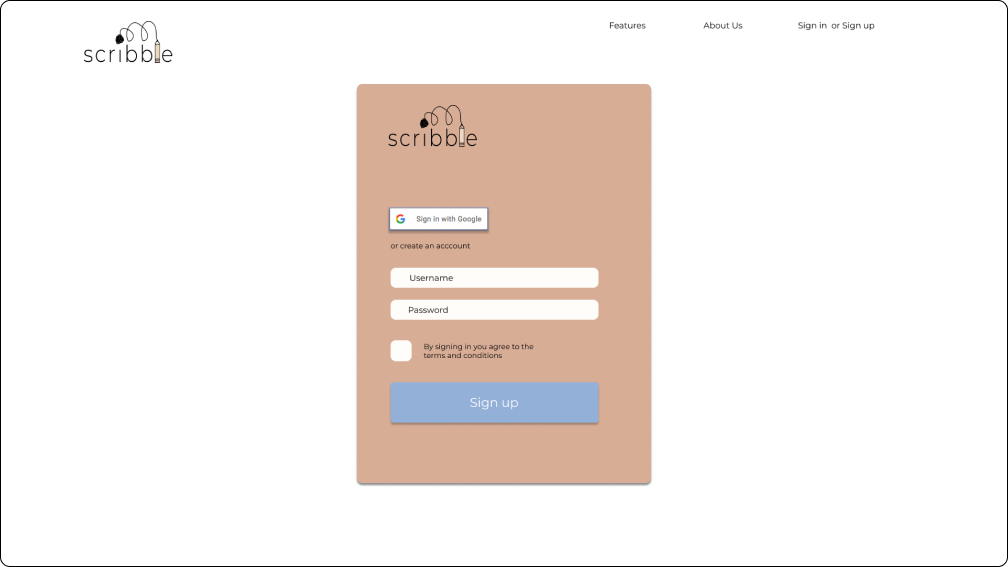 scribble
Features
About Us
Sign in or Sign up
scribble
Sign in with Google
or create an acccount
Username
Password
By signing in you agree to the
terms and conditions
Sign up